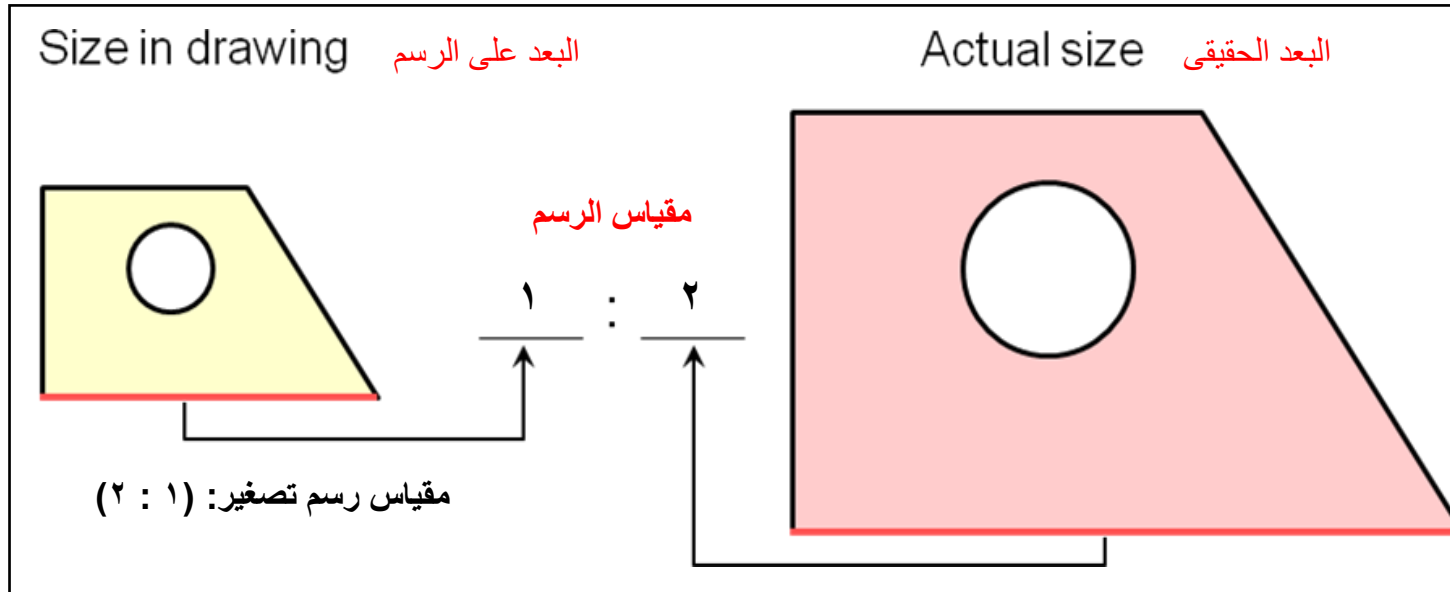 Size in drawing البعد على الرسم
Actual size البعد الحقيقى
مقياس الرسم
١ : ٢
مقياس رسم تصغير: (١ : ٢)